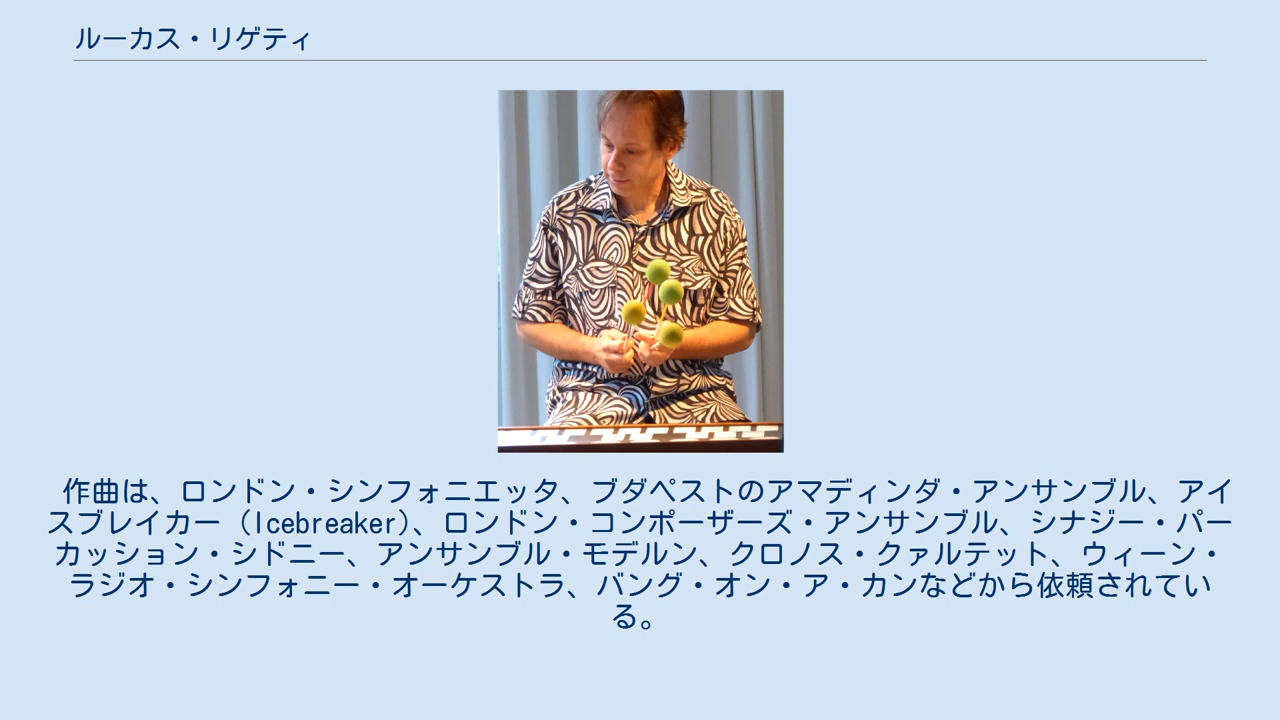 ルーカス・リゲティ
作曲は、ロンドン・シンフォニエッタ、ブダペストのアマディンダ・アンサンブル、アイ
スブレイカー（Icebreaker）、ロンドン・コンポーザーズ・アンサンブル、シナジー・パー
カッション・シドニー、アンサンブル・モデルン、クロノス・クァルテット、ウィーン・
ラジオ・シンフォニー・オーケストラ、バング・オン・ア・カンなどから依頼されてい
る。